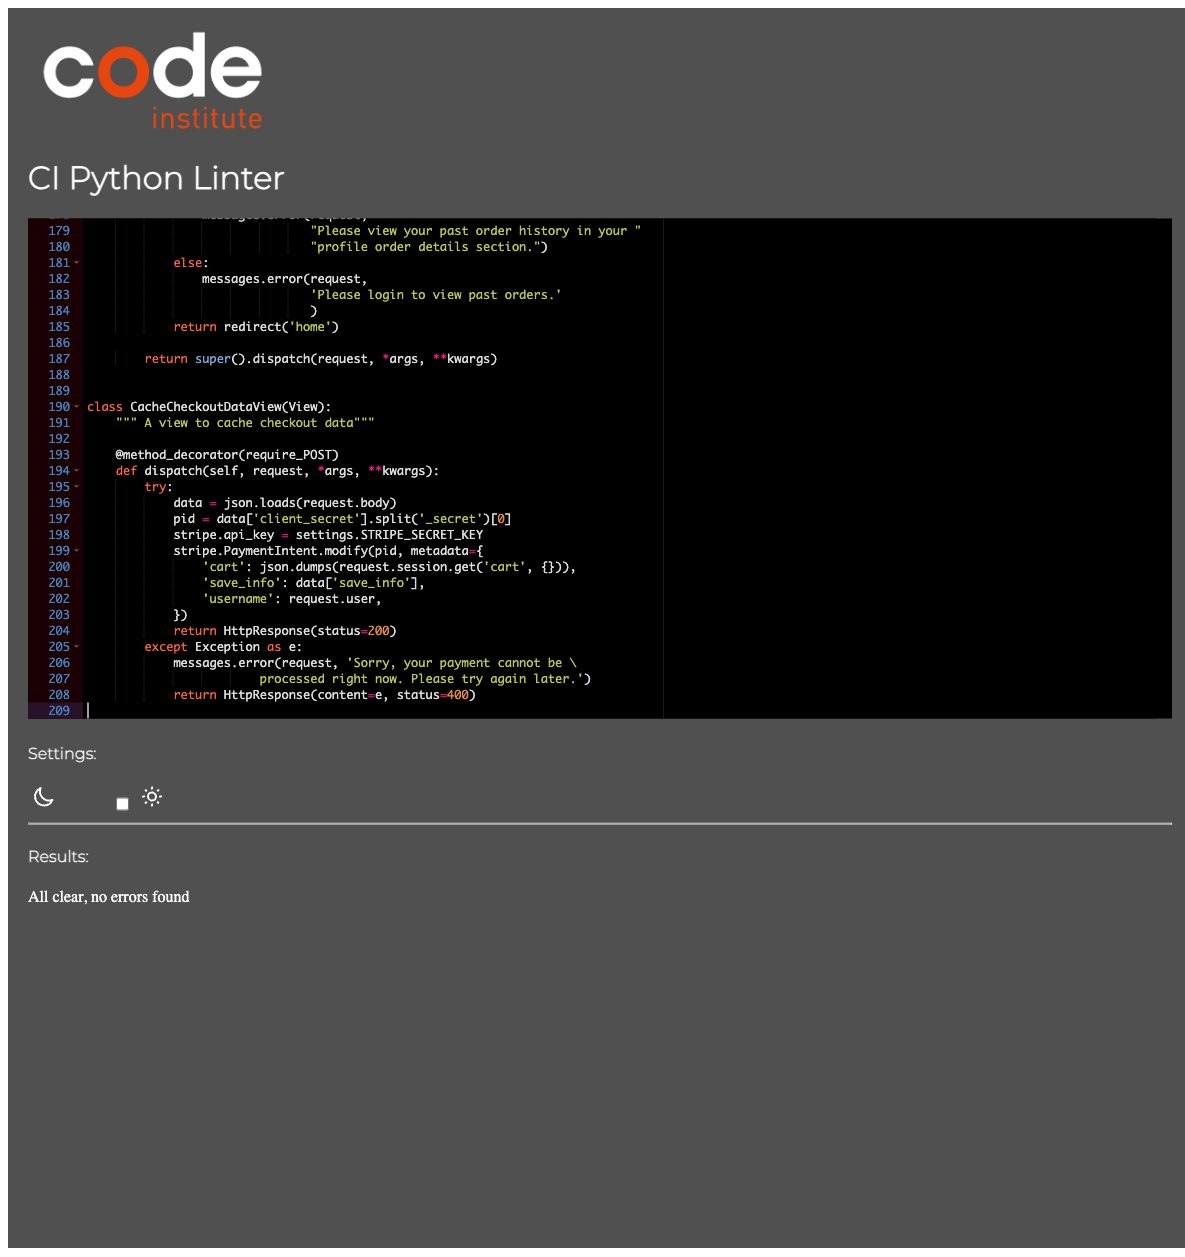 code
institute
CI Python Linter
179 "Please view your past order history in your "
180 "profile order details section.")
181 else:
182 messages.error(request,
183 'Please login to view past orders.'
184 )
185 return redirect('home')
186
187 return super().dispatch(request, *args, **kwargs)
188
189
190 class CacheCheckoutDataView(View):
191 """ A view to cache checkout data"""
192
193 @method_decorator(require_POST)
194 def dispatch(self, request, *args, **kwargs):
195 try:
196 data = json.loads(request.body)
197 pid = data['client_secret'].split('_secret')[0]
198 stripe.api_key = settings.STRIPE_SECRET_KEY
199 stripe.PaymentIntent.modify(pid, metadata={
200 'cart': json.dumps(request.session.get('cart', {})),
201 'save_info': data['save_info'],
202 'username': request.user,
203 })
204 return HttpResponse(status=200)
205 except Exception as e:
206 messages.error(request, 'Sorry, your payment cannot be \
207 processed right now. Please try again later.')
208 return HttpResponse(content=e, status=400)
209
Settings:
Results:
All clear, no errors found